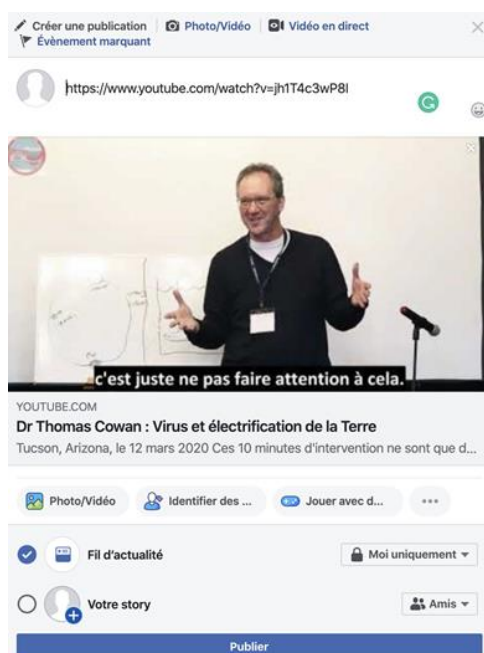 Créer une publication Photo/Vidéo Vidéo en direct
Évènement marquant
https://www.youtube.com/watch?v=jh1T4c3wP8I
c'est juste ne pas faire attention à cela.
YOUTUBE.COM
Dr Thomas Cowan : Virus et électrification de la Terre
Tucson, Arizona, le 12 mars 2020 Ces 10 minutes d'intervention ne sont que d...
Photo/Vidéo Identifier des ... Jouer avec d...
Fil d'actualité Moi uniquement
Votre story Amis
Publier